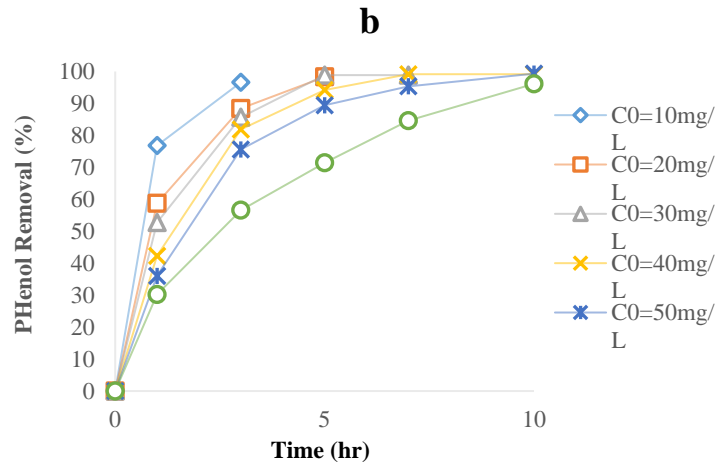 b
PHenol Removal (%)
100
90
80
70
60
50
40
30
20
10
0
0
5
10
Time (hr)
C0=10mg/
L
C0=20mg/
L
C0=30mg/
L
C0=40mg/
L
C0=50mg/
L